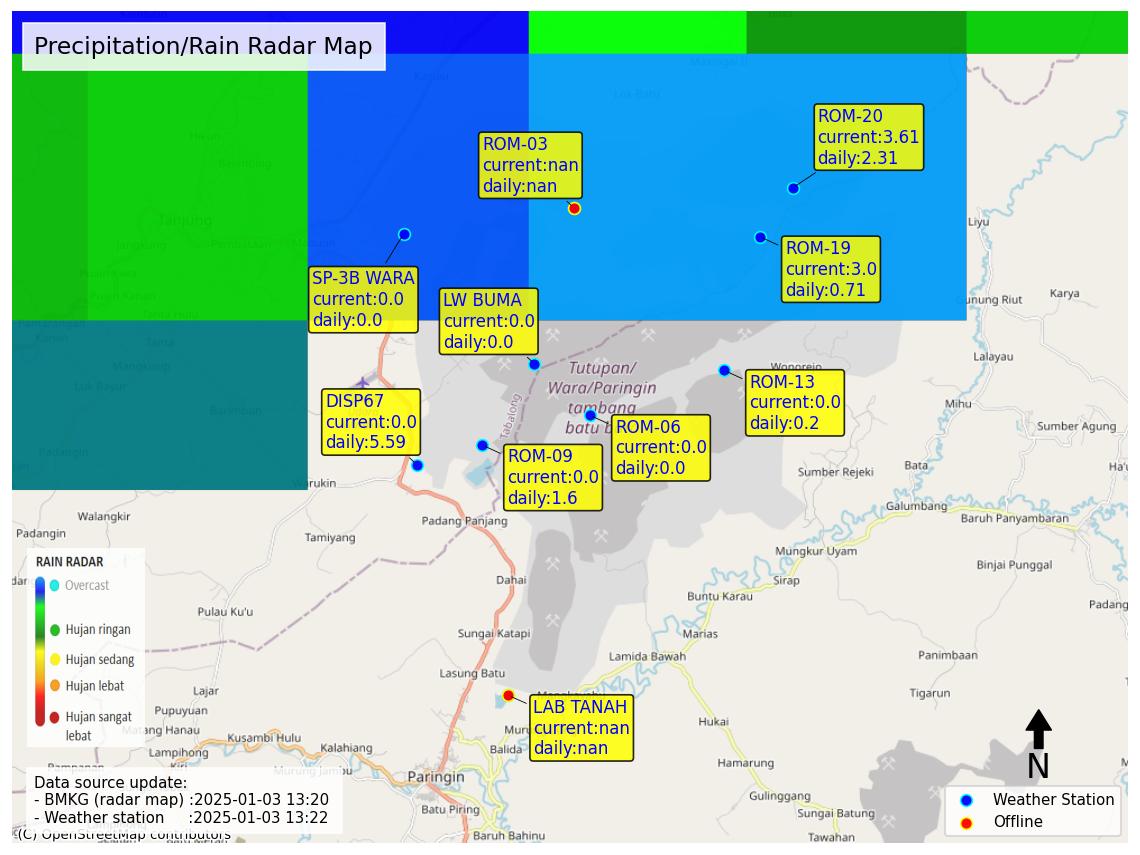 Precipitation/Rain Radar Map
ROM-20
current:3.61
daily:2.31
ROM-03
current:nan
daily:nan
ROM-19
current:3.0
daily:0.71
SP-3B WARA
current:0.0
daily:0.0
LW BUMA
current:0.0
daily:0.0
ROM-13
current:0.0
daily:0.2
DISP67
current:0.0
daily:5.59
ROM-06
current:0.0
daily:0.0
ROM-09
current:0.0
daily:1.6
LAB TANAH
current:nan
daily:nan
Tanjung
Liyu
Gunung Riut
Karya
Lalayau
Mihu
Sumber Agung
Wonorejo
Tutupan/
Wara/Paringin
tambang
batu
Tabalong
Sumber Rejeki
Bata
Galumbang
Baruh Panyambaran
Warukin
Walangkir
Padangin
Tamiyang
Padang Panjang
Mungkur Uyam
Binjai Punggal
Dahai
Sirap
Buntu Karau
Padang
Pulau Ku'u
Sungai Katapi
Marias
Lamida Bawah
Panimbaan
Lasung Batu
Tigarun
Lajar
Pupuyuan
Matang Hanau
Hukai
Kusambi Hulu
Lampihong
Kalahiang
Balida
Murung Jambu
Paringin
Hamarung
Gulinggang
Batu Piring
Sungai Batung
Baruh Bahinu
Tawahan
RAIN RADAR
Overcast
Hujan ringan
Hujan sedang
Hujan lebat
Hujan sangat
lebat
Data source update:
- BMKG (radar map) :2025-01-03 13:20
- Weather station :2025-01-03 13:22
(C) OpenStreetMap contributors
N
Weather Station
Offline